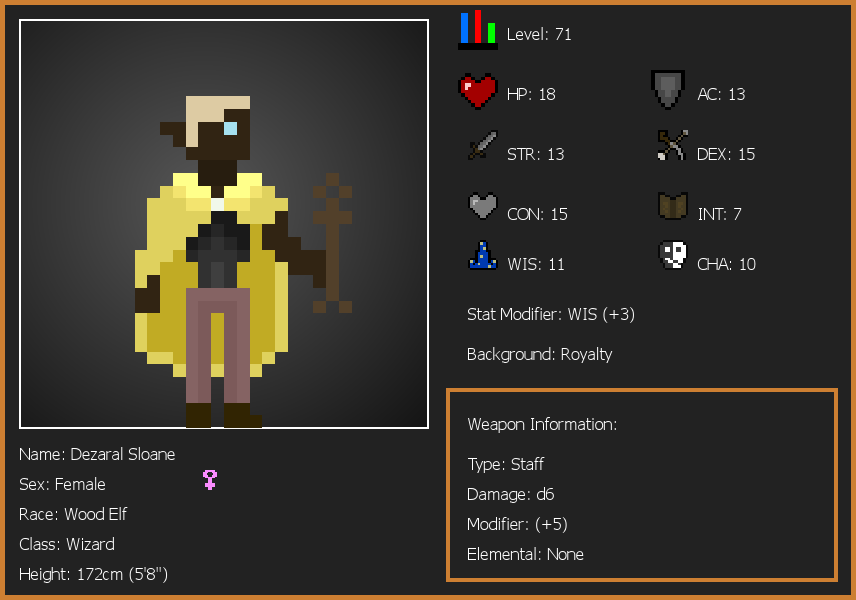 Level: 71
HP: 18
AC: 13
STR: 13
DEX: 15
CON: 15
INT: 7
WIS: 11
CHA: 10
Stat Modifier: WIS (+3)
Background: Royalty
Weapon Information:
Type: Staff
Damage: d6
Modifier: (+5)
Elemental: None
Name: Dezaral Sloane
Sex: Female
Race: Wood Elf
Class: Wizard
Height: 172cm (5'8")